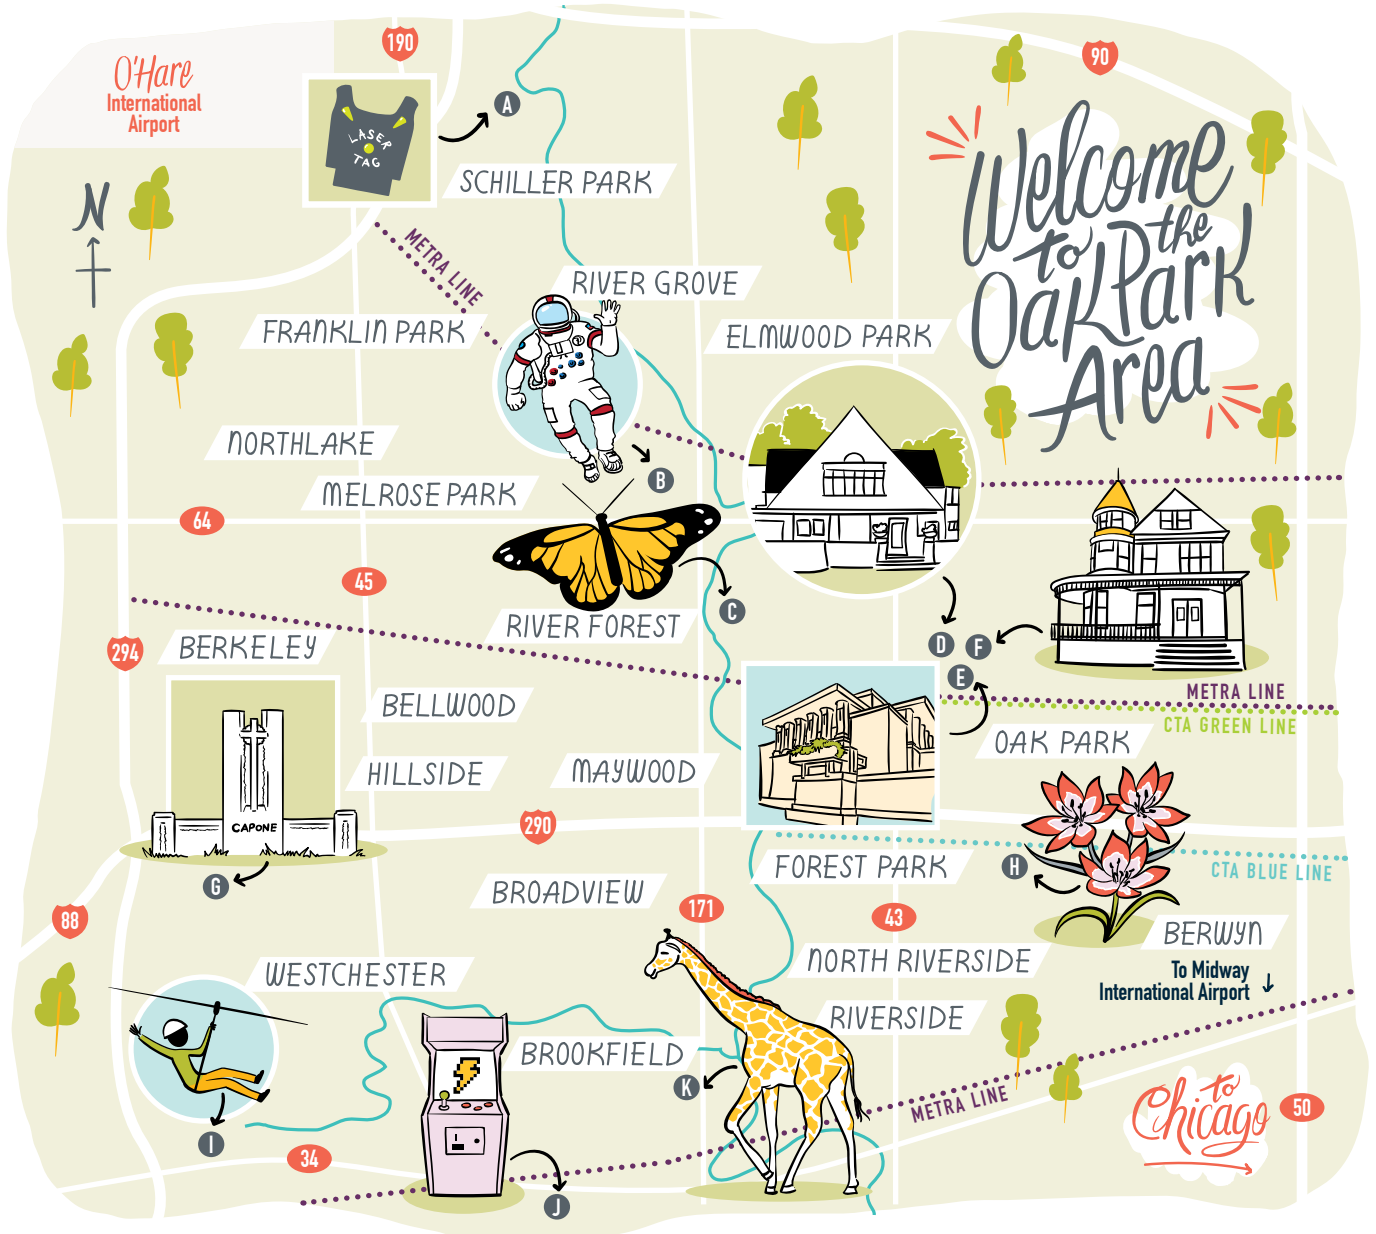 O'Hare
International
Airport
190
90
A
LASER
TAG
SCHILLER PARK
N
Welcome
to the
Oak Park
Area
METRA LINE
RIVER GROVE
FRANKLIN PARK
ELMWOOD PARK
NORTHLAKE
B
MELROSE PARK
64
45
C
RIVER FOREST
294
BERKELEY
D
F
E
METRA LINE
CTA GREEN LINE
BELLWOOD
OAK PARK
HILLSIDE
MAYWOOD
CAPONE
290
G
FOREST PARK
H
CTA BLUE LINE
BROADVIEW
171
43
88
BERWYN
NORTH RIVERSIDE
WESTCHESTER
To Midway
International Airport
RIVERSIDE
BROOKFIELD
K
METRA LINE
to
Chicago
50
I
34
J